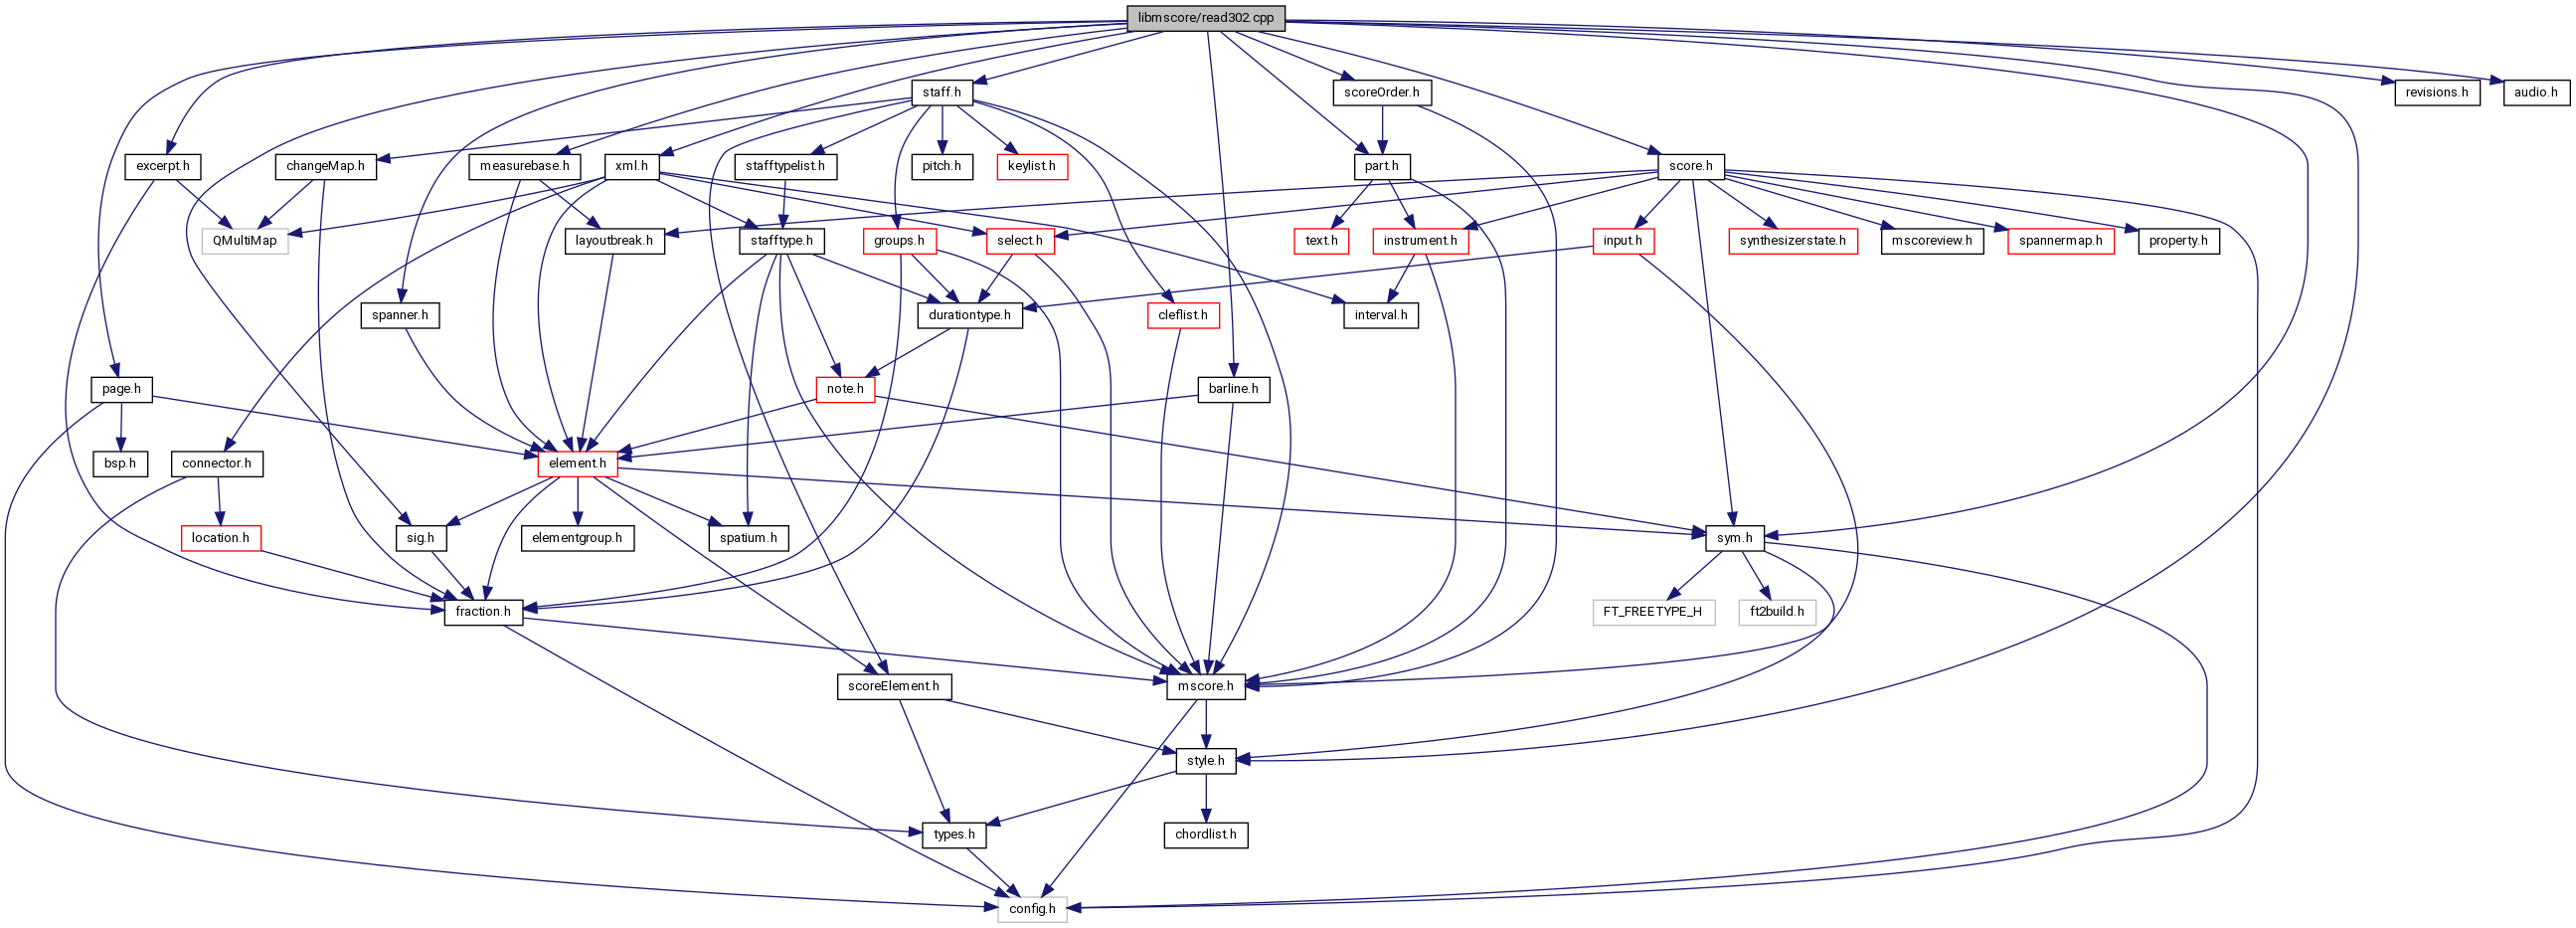 libmscore/read302.cpp
staff.h
scoreOrder.h
revisions.h
audio.h
excerpt.h
changeMap.h
measurebase.h
xml.h
stafftypelist.h
pitch.h
keylist.h
part.h
score.h
QMultiMap
layoutbreak.h
stafftype.h
groups.h
select.h
text.h
instrument.h
input.h
synthesizerstate.h
mscoreview.h
spannermap.h
property.h
spanner.h
durationtype.h
cleflist.h
interval.h
page.h
note.h
barline.h
bsp.h
connector.h
element.h
location.h
sig.h
elementgroup.h
spatium.h
sym.h
fraction.h
FT_FREETYPE_H
ft2build.h
scoreElement.h
mscore.h
style.h
types.h
chordlist.h
config.h